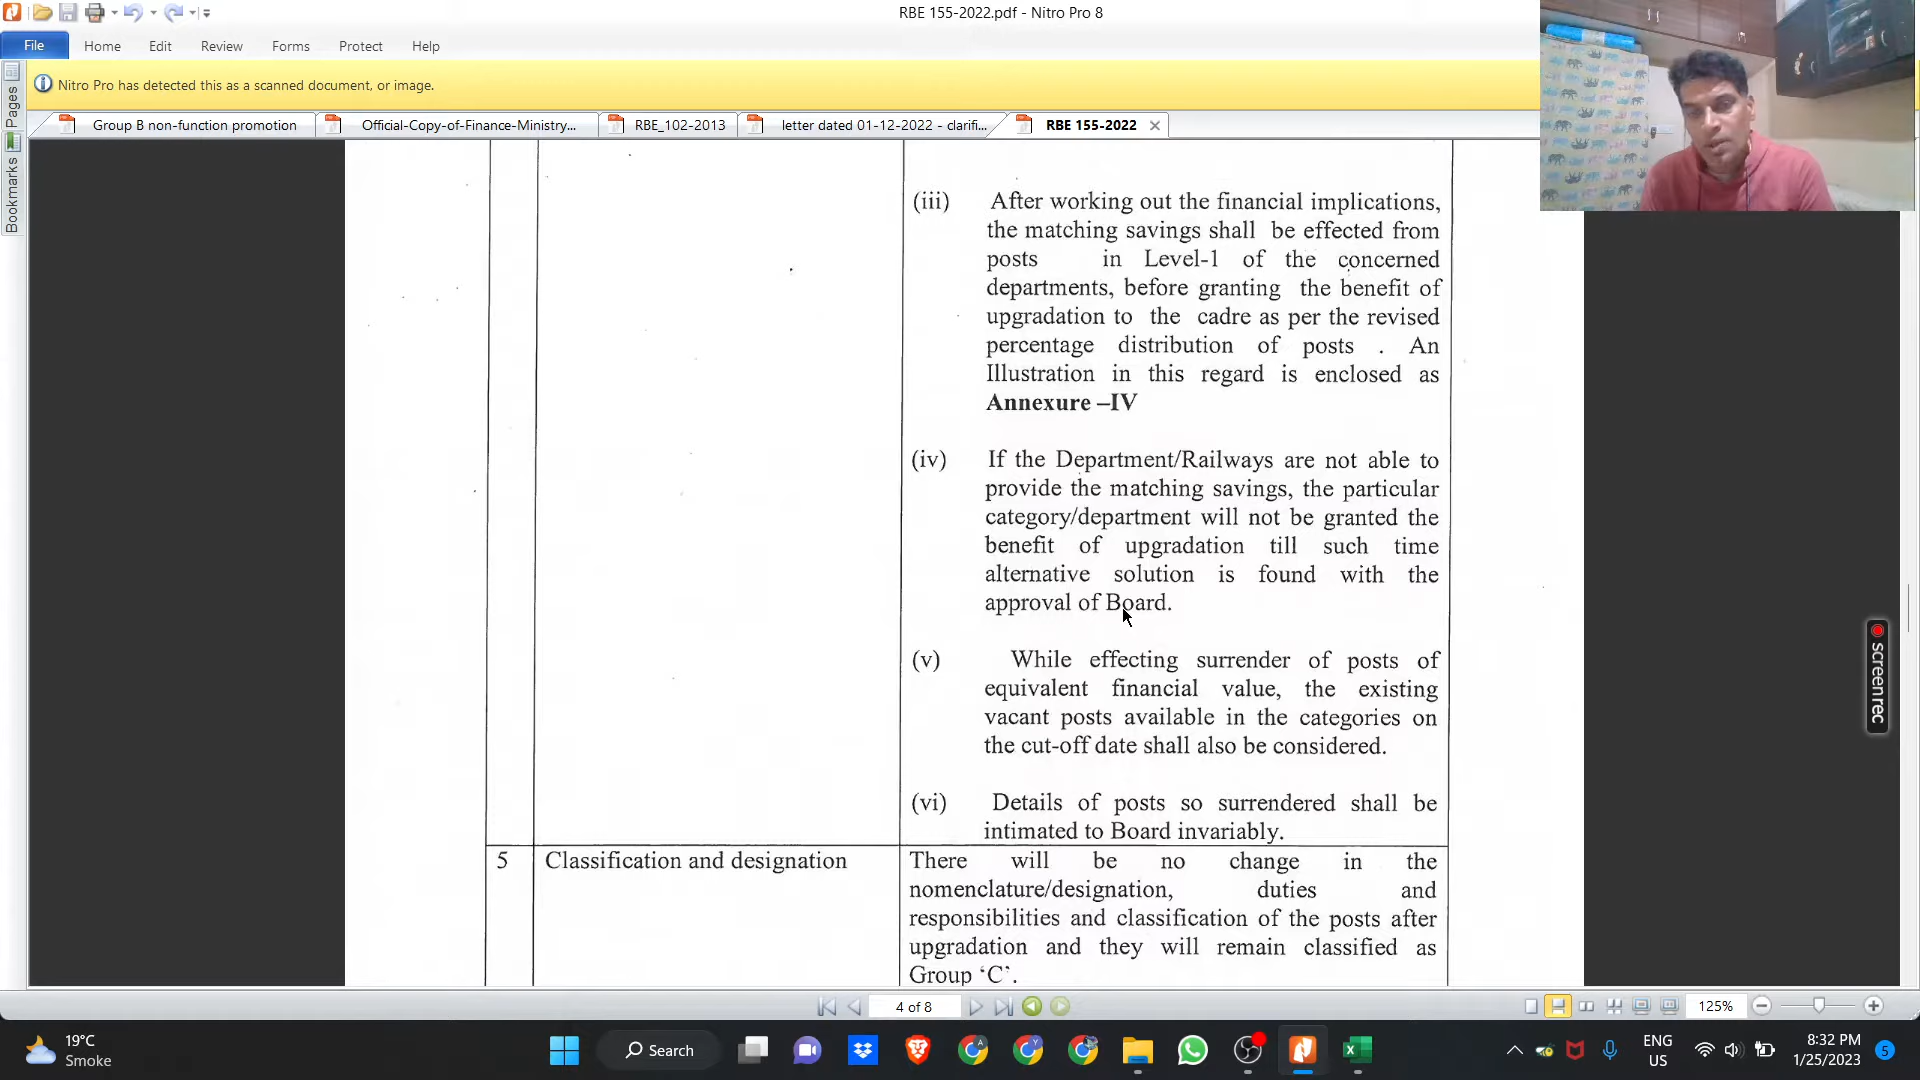 RBE 155-2022.pdf - Nitro Pro 8
File Home Edit Review Forms Protect Help
Nitro Pro has detected this as a scanned document, or image.
Pages
Bookmarks
Group B non-function promotion
Official-Copy-of-Finance-Ministry...
RBE_102-2013
letter dated 01-12-2022 - clarifi...
RBE 155-2022
(iii) After working out the financial implications,
the matching savings shall be effected from
posts in Level-1 of the concerned
departments, before granting the benefit of
upgradation to the cadre as per the revised
percentage distribution of posts . An
Illustration in this regard is enclosed as
Annexure –IV
(iv) If the Department/Railways are not able to
provide the matching savings, the particular
category/department will not be granted the
benefit of upgradation till such time
alternative solution is found with the
approval of Board.
(v) While effecting surrender of posts of
equivalent financial value, the existing
vacant posts available in the categories on
the cut-off date shall also be considered.
(vi) Details of posts so surrendered shall be
intimated to Board invariably.
5 Classification and designation There will be no change in the
nomenclature/designation, duties and
responsibilities and classification of the posts after
upgradation and they will remain classified as
Group ‘C’.
screenrec
4 of 8
125%
19°C
Smoke
Search
ENG
US
8:32 PM
1/25/2023
5